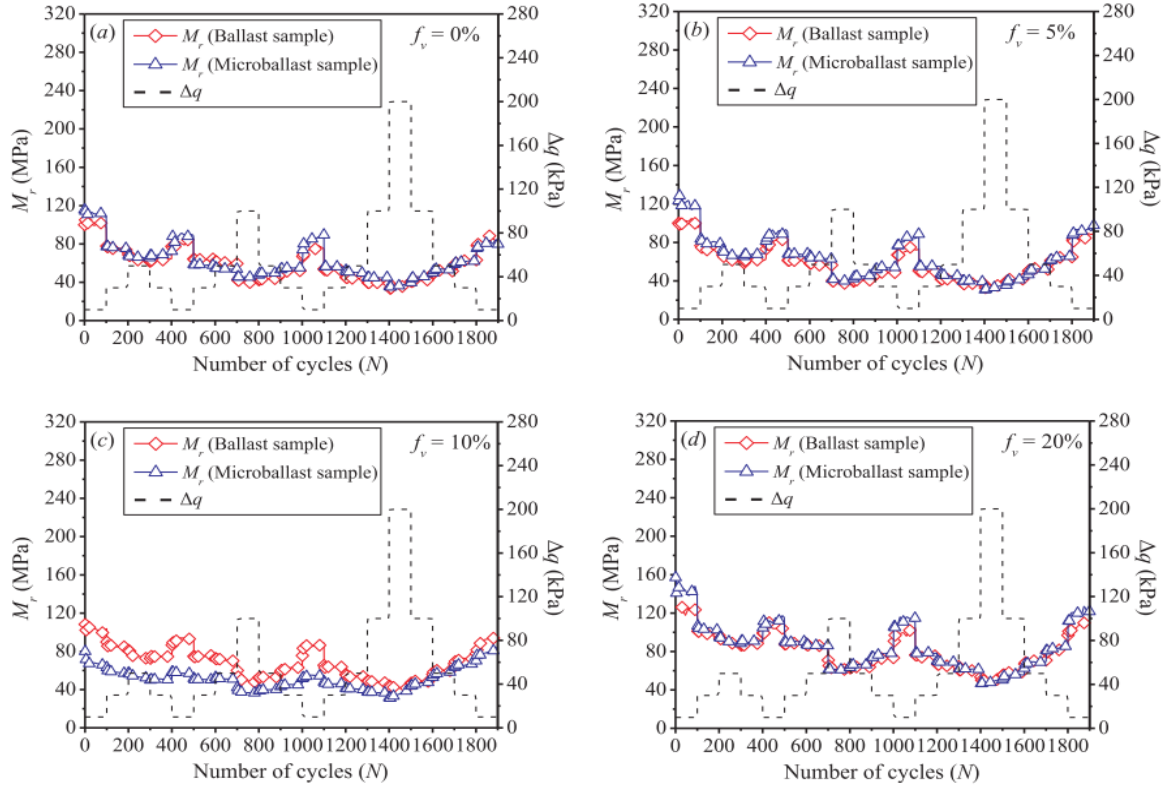 (a)
M_r (Ballast sample)
M_r (Microballast sample)
Δq
f_v = 0%
M_r (MPa)
320
280
240
200
160
120
80
40
0
Δq (kPa)
280
240
200
160
120
80
40
0
0 200 400 600 800 1000 1200 1400 1600 1800
Number of cycles (N)
(b)
M_r (Ballast sample)
M_r (Microballast sample)
Δq
f_v = 5%
M_r (MPa)
320
280
240
200
160
120
80
40
0
Δq (kPa)
280
240
200
160
120
80
40
0
0 200 400 600 800 1000 1200 1400 1600 1800
Number of cycles (N)
(c)
M_r (Ballast sample)
M_r (Microballast sample)
Δq
f_v = 10%
M_r (MPa)
320
280
240
200
160
120
80
40
0
Δq (kPa)
280
240
200
160
120
80
40
0
0 200 400 600 800 1000 1200 1400 1600 1800
Number of cycles (N)
(d)
M_r (Ballast sample)
M_r (Microballast sample)
Δq
f_v = 20%
M_r (MPa)
320
280
240
200
160
120
80
40
0
Δq (kPa)
280
240
200
160
120
80
40
0
0 200 400 600 800 1000 1200 1400 1600 1800
Number of cycles (N)